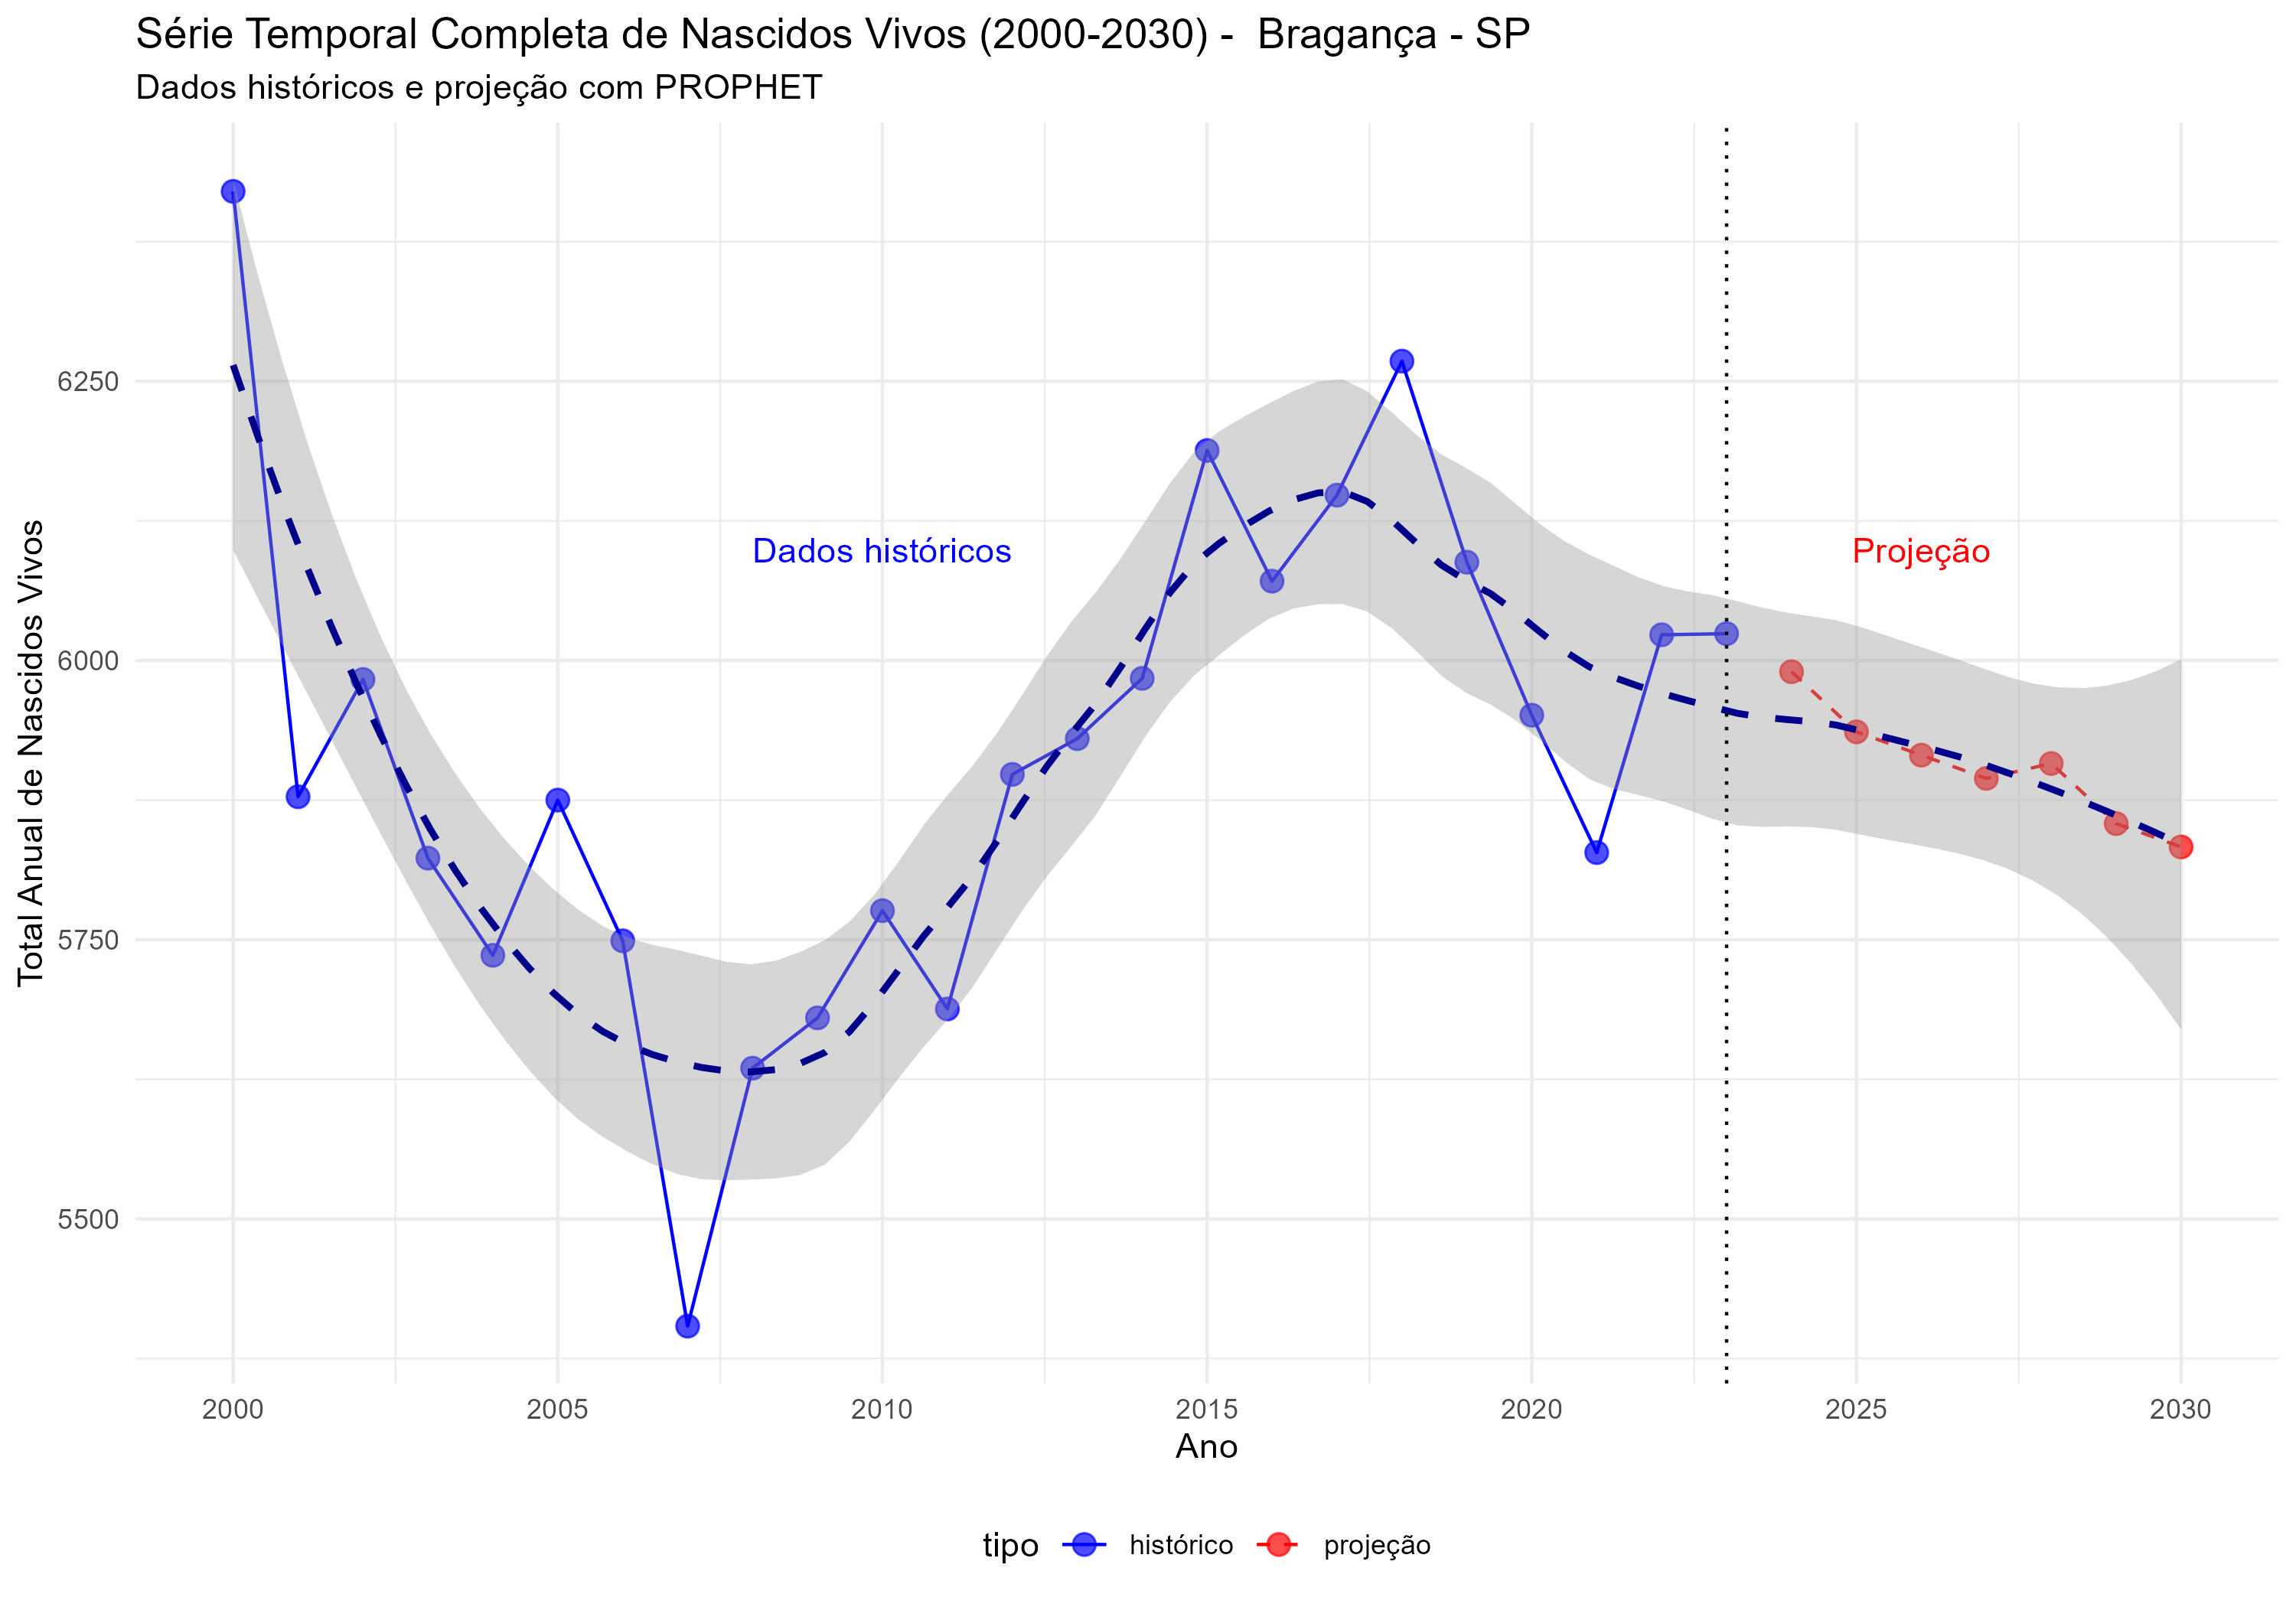 Série Temporal Completa de Nascidos Vivos (2000-2030) -  Bragança - SP
Dados históricos e projeção com PROPHET
Total Anual de Nascidos Vivos
6250
6000
5750
5500
Dados históricos
Projeção
2000
2005
2010
2015
2020
2025
2030
Ano
tipo
histórico
projeção